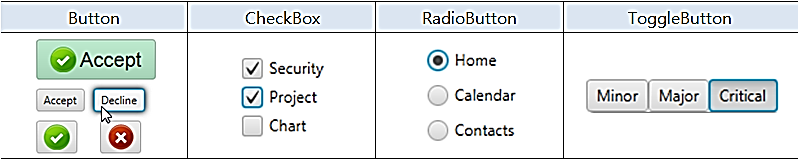 Button CheckBox RadioButton ToggleButton
Accept
Accept Decline
Security
Project
Chart
Home
Calendar
Contacts
Minor Major Critical